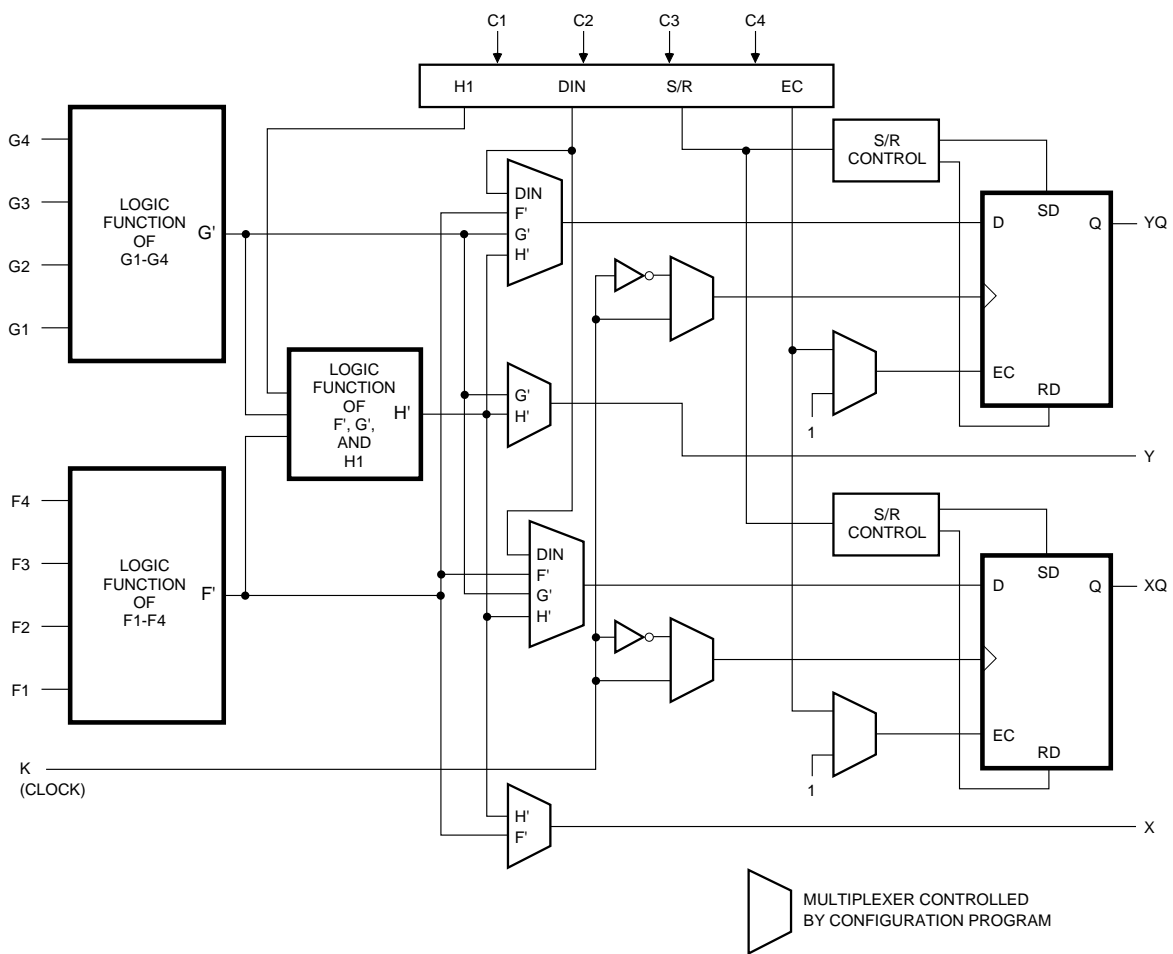 C1
C2
C3
C4
H1
DIN
S/R
EC
G4
G3
G2
G1
LOGIC
FUNCTION
OF
G1-G4
G'
DIN
F'
G'
H'
S/R
CONTROL
D
SD
Q
EC
RD
YQ
1
LOGIC
FUNCTION
OF
F', G',
AND
H1
H'
G'
H'
Y
F4
F3
F2
F1
LOGIC
FUNCTION
OF
F1-F4
F'
DIN
F'
G'
H'
S/R
CONTROL
D
SD
Q
EC
RD
XQ
1
K
(CLOCK)
H'
F'
X
MULTIPLEXER CONTROLLED
BY CONFIGURATION PROGRAM